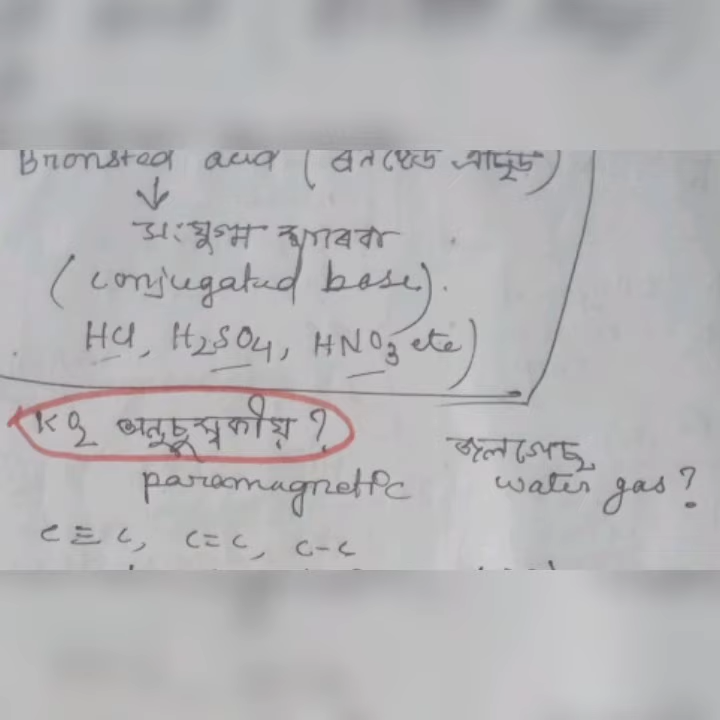 Bronsted acid (ব্ৰনষ্টেড এচিড)
↓
সংযুগ্ম ক্ষাৰক
(conjugated base).
HCl, H₂SO₄, HNO₃ etc)
KO₂ অনুচুম্বকীয় ?
paramagnetic
জলগেছ
water gas?
C≡C, C=C, C-C